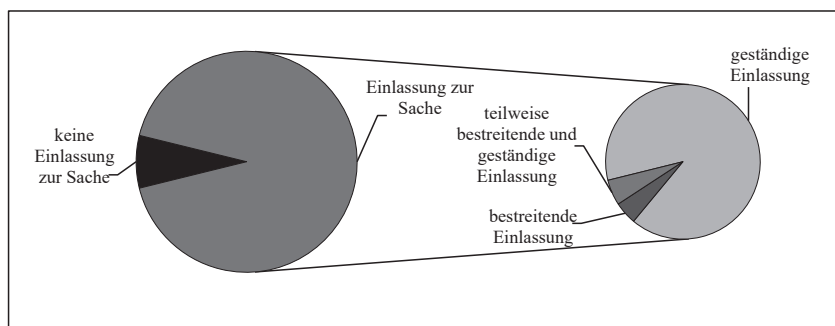 keine
Einlassung
zur Sache
Einlassung zur
Sache
teilweise
bestreitende und
geständige
Einlassung
bestreitende
Einlassung
geständige
Einlassung